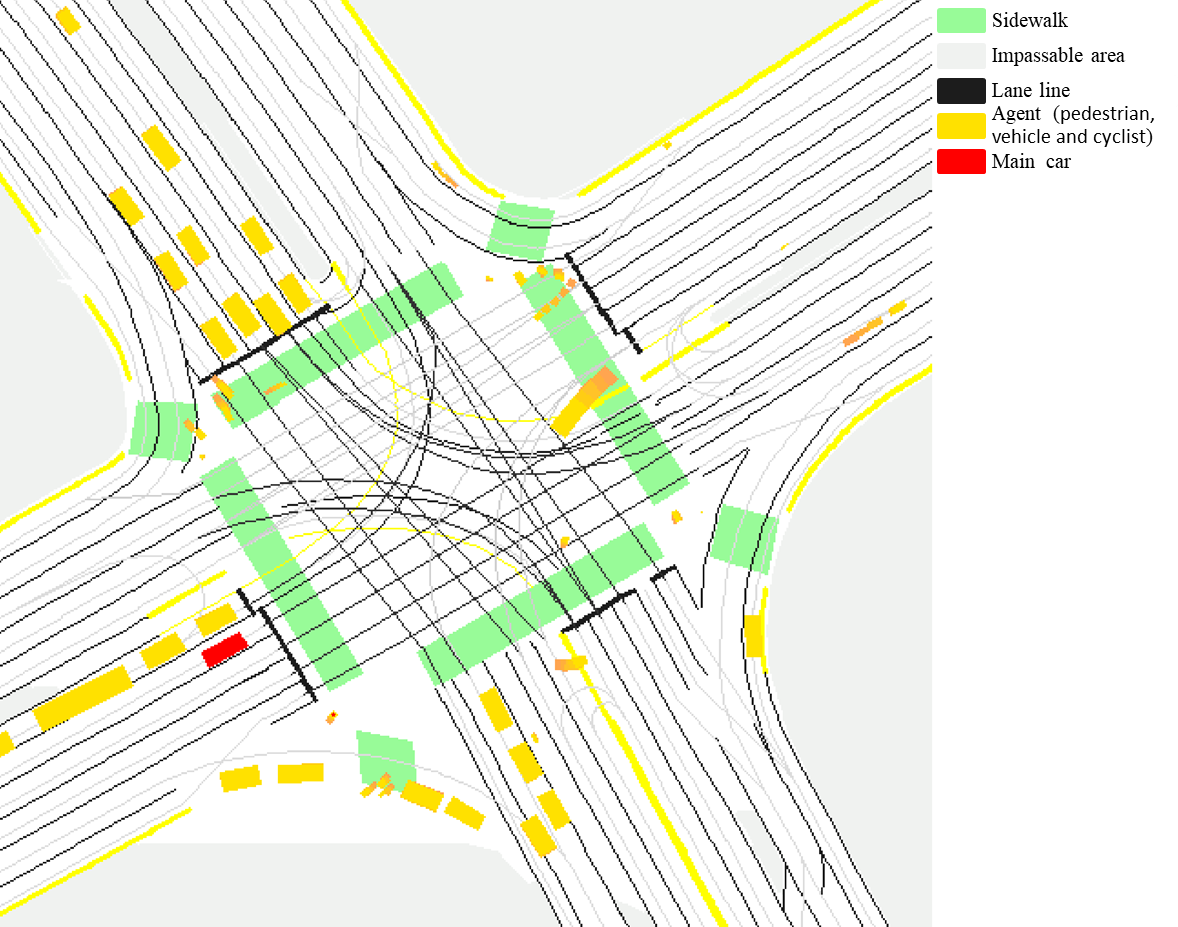 Sidewalk
Impassable area
Lane line
Agent (pedestrian,
vehicle and cyclist)
Main car